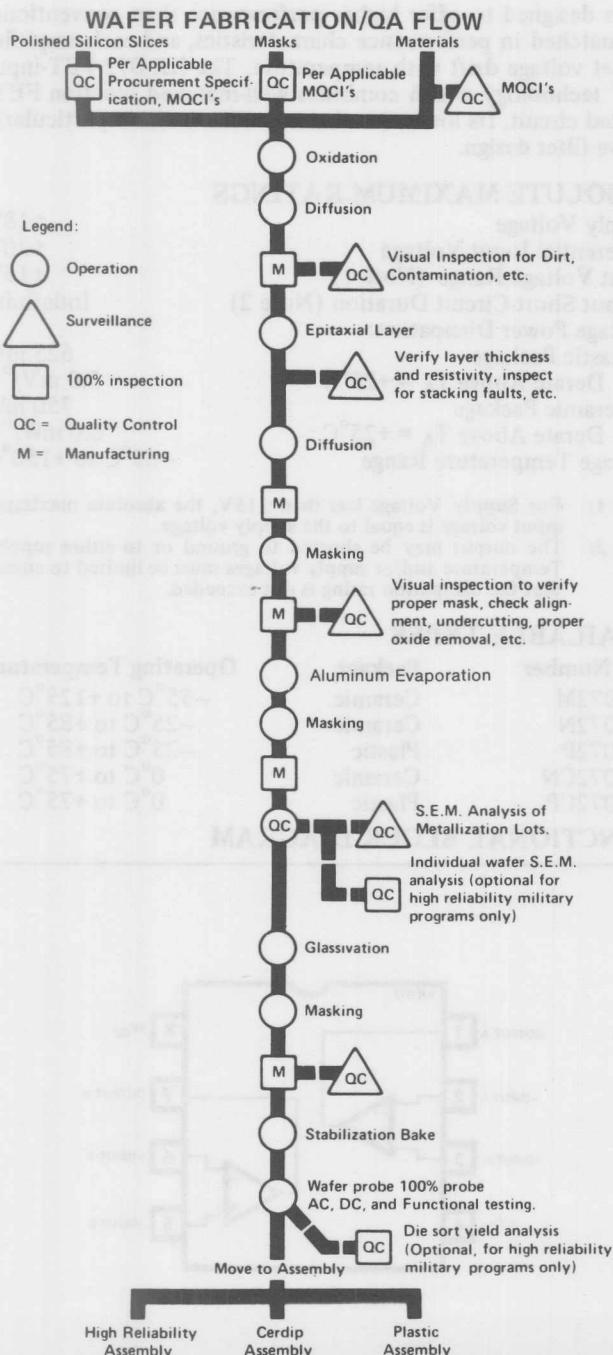 WAFER FABRICATION/QA FLOW
Polished Silicon Slices
Masks
Materials
QC
Per Applicable
Procurement Specif-
ication, MQCI's
QC
Per Applicable
MQCI's
QC
MQCI's
Oxidation
Diffusion
Legend:
Operation
Surveillance
100% inspection
QC = Quality Control
M = Manufacturing
M
QC
Visual Inspection for Dirt,
Contamination, etc.
Epitaxial Layer
QC
Verify layer thickness
and resistivity, inspect
for stacking faults, etc.
Diffusion
M
Masking
M
QC
Visual inspection to verify
proper mask, check align-
ment, undercutting, proper
oxide removal, etc.
Aluminum Evaporation
Masking
M
QC
QC
S.E.M. Analysis of
Metallization Lots.
QC
Individual wafer S.E.M.
analysis (optional for
high reliability military
programs only)
Glassivation
Masking
M
QC
Stabilization Bake
Wafer probe 100% probe
AC, DC, and Functional testing.
QC
Die sort yield analysis
(Optional, for high reliability
military programs only)
Move to Assembly
High Reliability
Assembly
Cerdip
Assembly
Plastic
Assembly